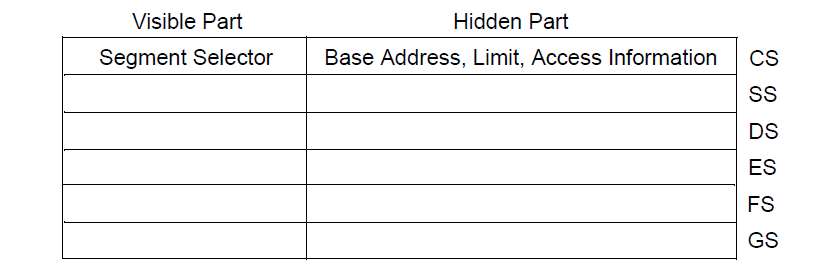 Visible Part Hidden Part
Segment Selector Base Address, Limit, Access Information CS
SS
DS
ES
FS
GS